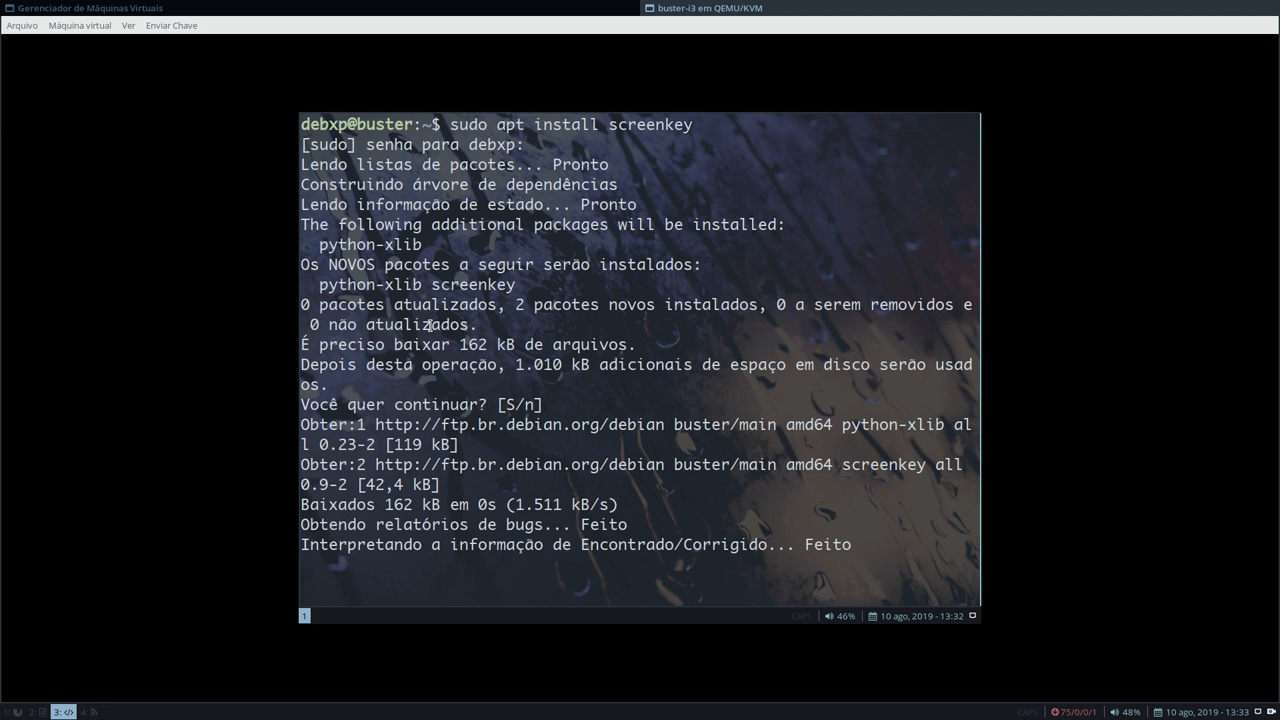 Gerenciador de Máquinas Virtuais
buster-i3 em QEMU/KVM
Arquivo Máquina virtual Ver Enviar Chave
debxp@buster:~$ sudo apt install screenkey
[sudo] senha para debxp:
Lendo listas de pacotes... Pronto
Construindo árvore de dependências
Lendo informação de estado... Pronto
The following additional packages will be installed:
python-xlib
Os NOVOS pacotes a seguir serão instalados:
python-xlib screenkey
0 pacotes atualizados, 2 pacotes novos instalados, 0 a serem removidos e
0 não atualizados.
É preciso baixar 162 kB de arquivos.
Depois desta operação, 1.010 kB adicionais de espaço em disco serão usad
os.
Você quer continuar? [S/n]
Obter:1 http://ftp.br.debian.org/debian buster/main amd64 python-xlib al
l 0.23-2 [119 kB]
Obter:2 http://ftp.br.debian.org/debian buster/main amd64 screenkey all
0.9-2 [42,4 kB]
Baixados 162 kB em 0s (1.511 kB/s)
Obtendo relatórios de bugs... Feito
Interpretando a informação de Encontrado/Corrigido... Feito
1 CAPS 46% 10 ago, 2019 - 13:32
1: 2: 3: 4: CAPS 75/0/0/1 48% 10 ago, 2019 - 13:33